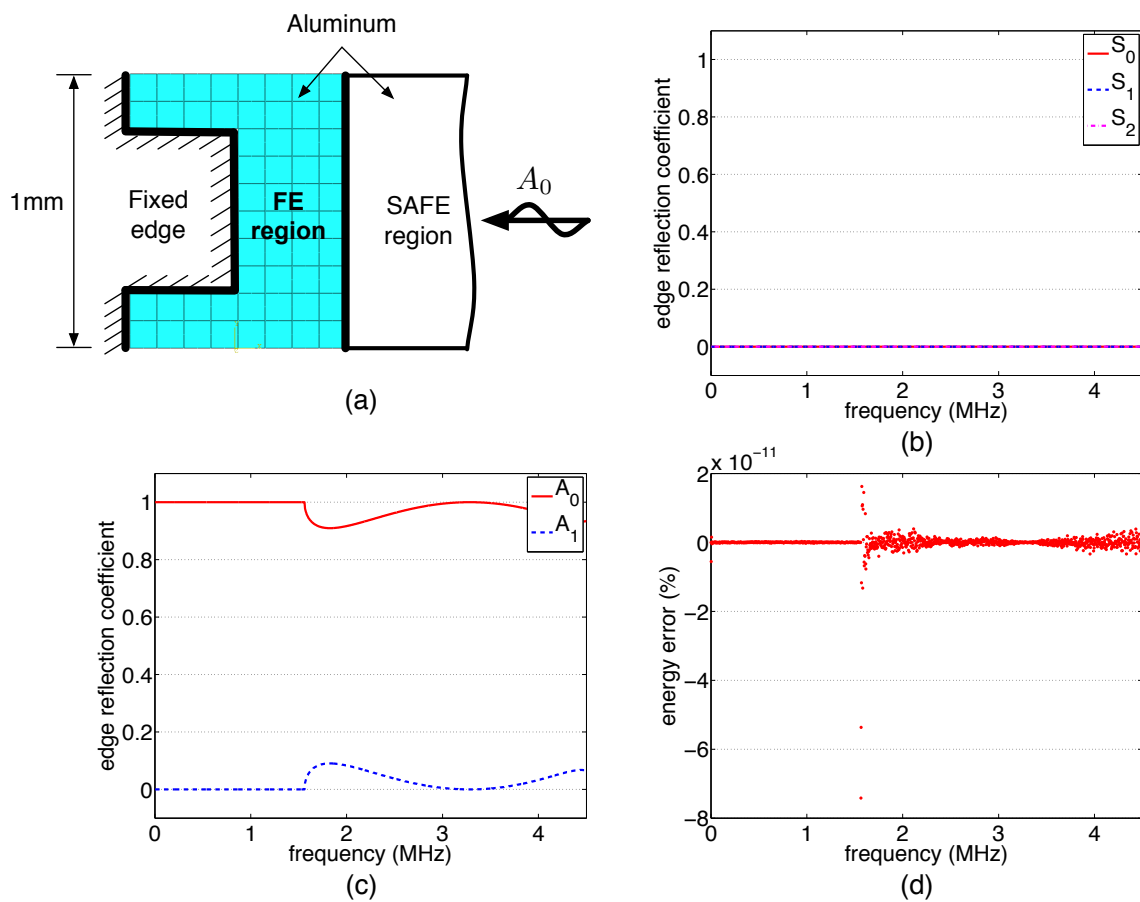 Aluminum
1mm
Fixed
edge
FE
region
SAFE
region
A0
(a)
edge reflection coefficient
1
0.8
0.6
0.4
0.2
0
0 1 2 3 4
frequency (MHz)
S0
S1
S2
(b)
edge reflection coefficient
1
0.8
0.6
0.4
0.2
0
0 1 2 3 4
frequency (MHz)
A0
A1
(c)
x 10−11
energy error (%)
2
0
−2
−4
−6
−8
0 1 2 3 4
frequency (MHz)
(d)